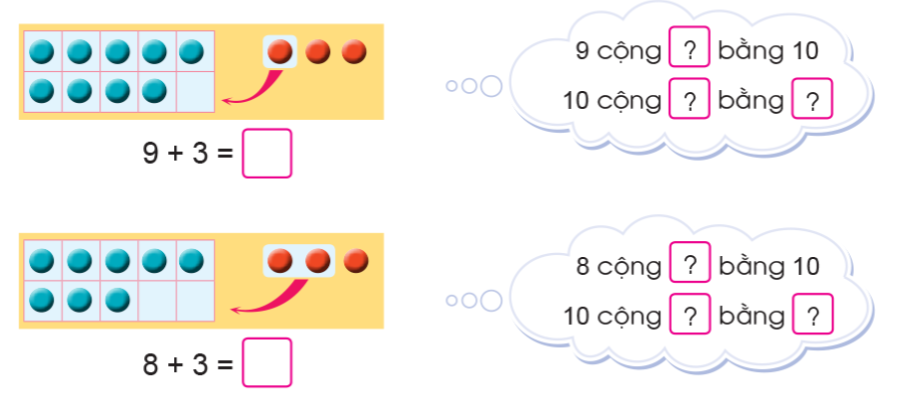 9 cộng ? bằng 10
10 cộng ? bằng ?
9 + 3 =
8 cộng ? bằng 10
10 cộng ? bằng ?
8 + 3 =